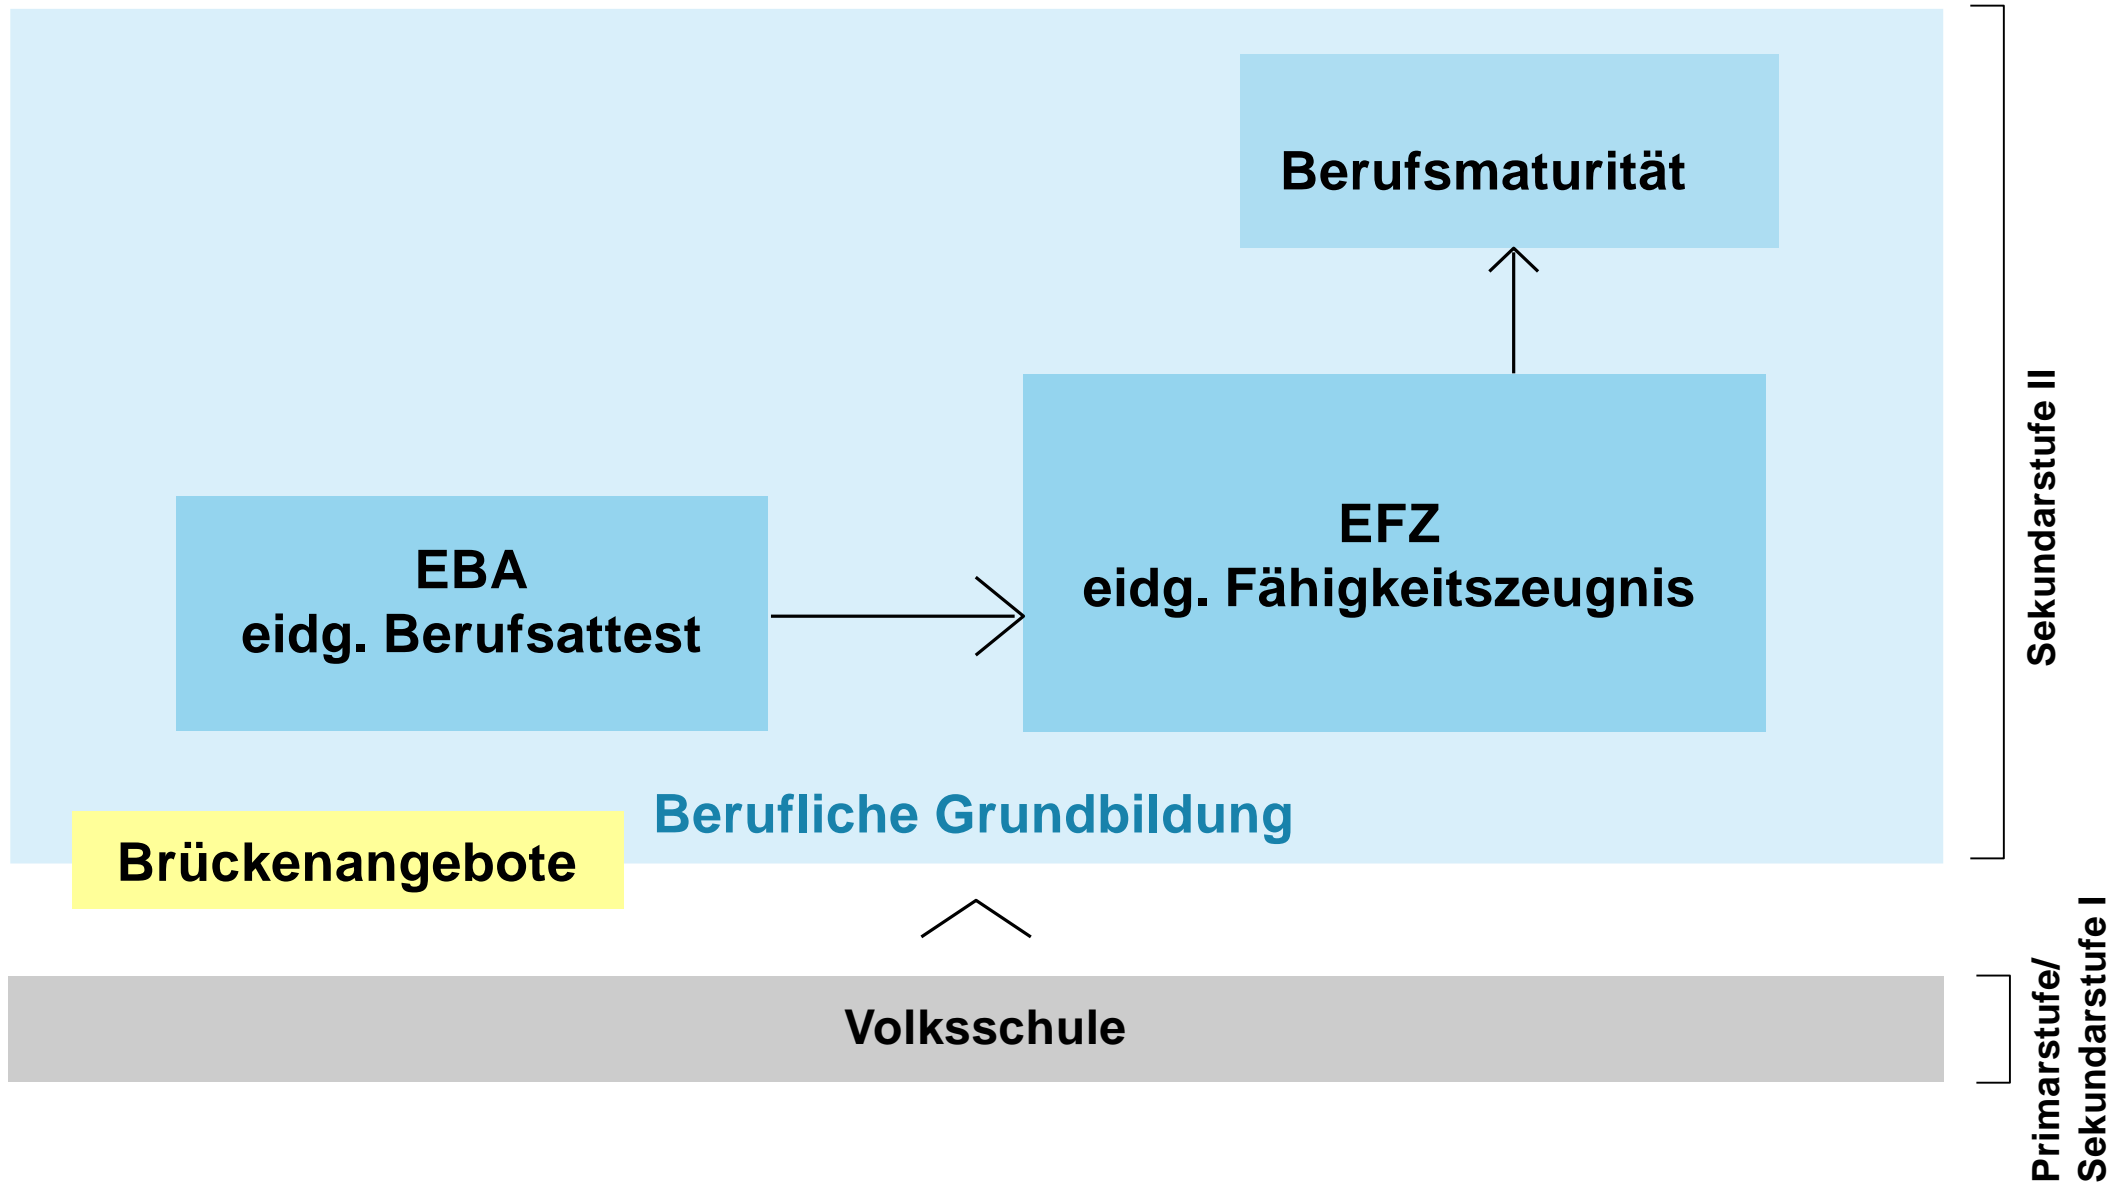 Berufsmaturität
EFZ
eidg. Fähigkeitszeugnis
EBA
eidg. Berufsattest
Berufliche Grundbildung
Brückenangebote
Volksschule
Sekundarstufe II
Primarstufe/
Sekundarstufe I